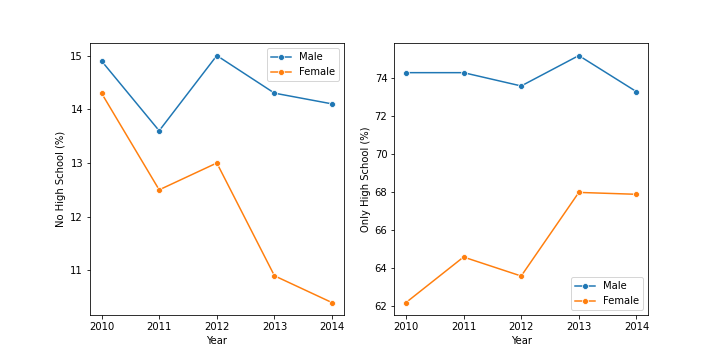 No High School (%)
15
14
13
12
11
2010 2011 2012 2013 2014
Year
Male
Female
Only High School (%)
74
72
70
68
66
64
62
2010 2011 2012 2013 2014
Year
Male
Female